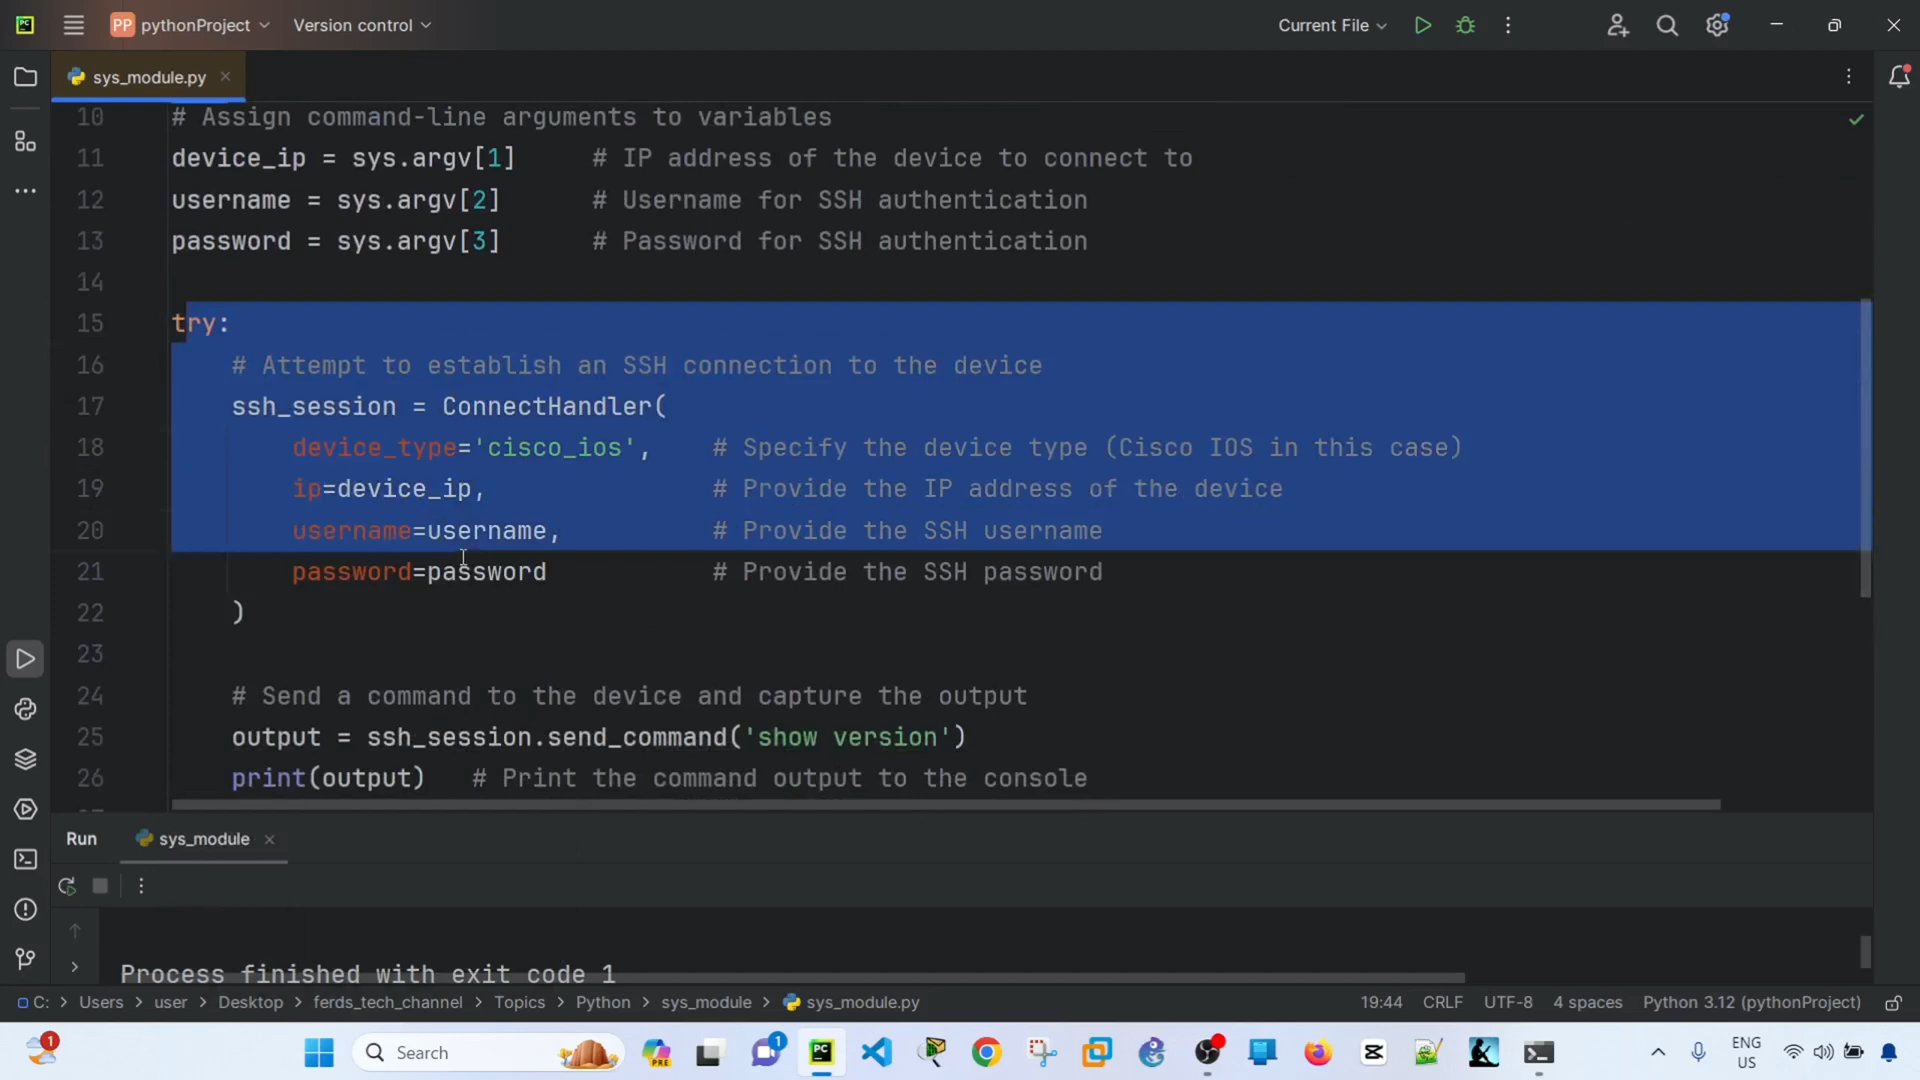 PC
PP pythonProject
Version control
Current File
sys_module.py
10 # Assign command-line arguments to variables
11 device_ip = sys.argv[1] # IP address of the device to connect to
12 username = sys.argv[2] # Username for SSH authentication
13 password = sys.argv[3] # Password for SSH authentication
14
15 try:
16 # Attempt to establish an SSH connection to the device
17 ssh_session = ConnectHandler(
18 device_type='cisco_ios', # Specify the device type (Cisco IOS in this case)
19 ip=device_ip, # Provide the IP address of the device
20 username=username, # Provide the SSH username
21 password=password # Provide the SSH password
22 )
23
24 # Send a command to the device and capture the output
25 output = ssh_session.send_command('show version')
26 print(output) # Print the command output to the console
Run sys_module
Process finished with exit code 1
C: > Users > user > Desktop > ferds_tech_channel > Topics > Python > sys_module > sys_module.py 19:44 CRLF UTF-8 4 spaces Python 3.12 (pythonProject)
1
Search
PRE
1
PC
ENG
US